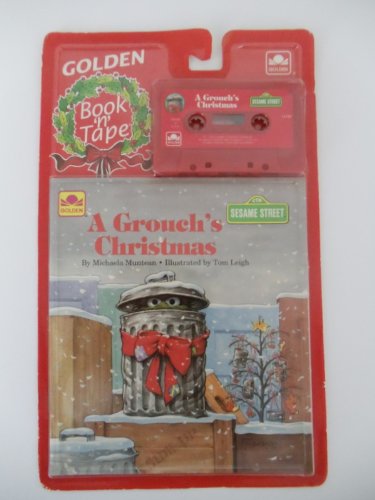 GOLDEN
Book
'n'
Tape
GOLDEN
A Grouch's
Christmas
SESAME STREET
GOLDEN
SESAME STREET
A Grouch's
Christmas
By Michaela Muntean • Illustrated by Tom Leigh